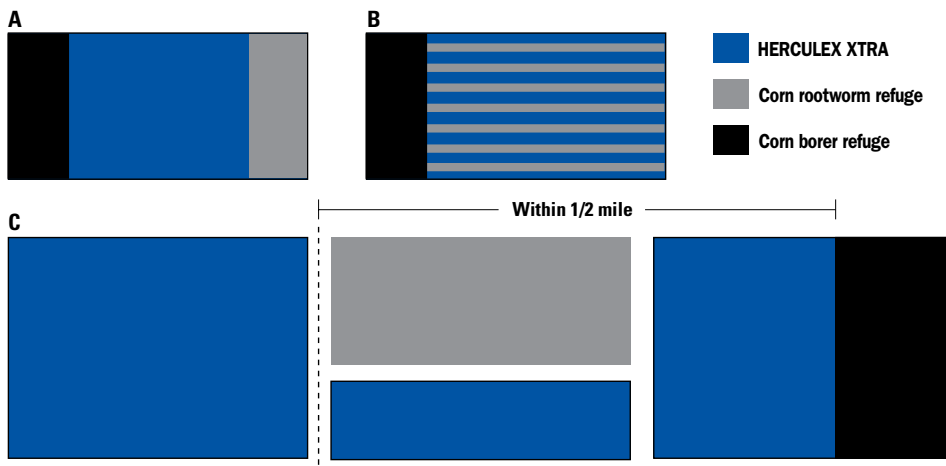 A
B
HERCULEX XTRA
Corn rootworm refuge
Corn borer refuge
Within 1/2 mile
C